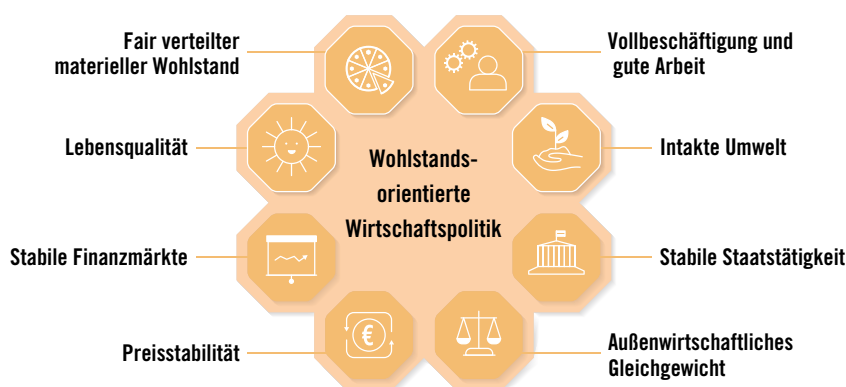 Fair verteilter
materieller Wohlstand
Vollbeschäftigung und
gute Arbeit
Lebensqualität
Intakte Umwelt
Wohlstands-
orientierte
Wirtschaftspolitik
Stabile Finanzmärkte
Stabile Staatstätigkeit
Preisstabilität
€
Außenwirtschaftliches
Gleichgewicht